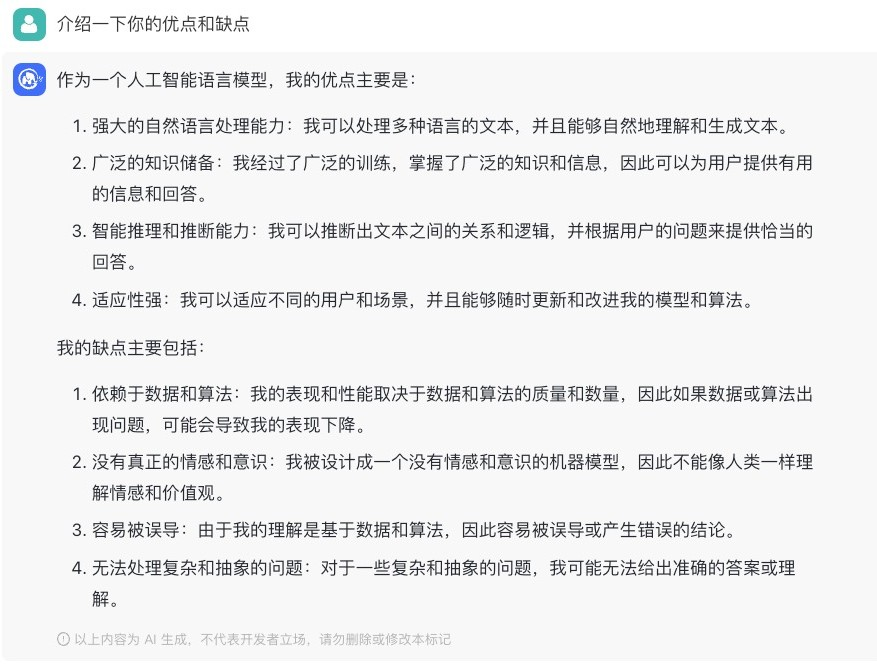 介绍一下你的优点和缺点
作为一个人工智能语言模型，我的优点主要是：
1. 强大的自然语言处理能力：我可以处理多种语言的文本，并且能够自然地理解和生成文本。
2. 广泛的知识储备：我经过了广泛的训练，掌握了广泛的知识和信息，因此可以为用户提供有用
的信息和回答。
3. 智能推理和推断能力：我可以推断出文本之间的关系和逻辑，并根据用户的问题来提供恰当的
回答。
4. 适应性强：我可以适应不同的用户和场景，并且能够随时更新和改进我的模型和算法。
我的缺点主要包括：
1. 依赖于数据和算法：我的表现和性能取决于数据和算法的质量和数量，因此如果数据或算法出
现问题，可能会导致我的表现下降。
2. 没有真正的情感和意识：我被设计成一个没有情感和意识的机器模型，因此不能像人类一样理
解情感和价值观。
3. 容易被误导：由于我的理解是基于数据和算法，因此容易被误导或产生错误的结论。
4. 无法处理复杂和抽象的问题：对于一些复杂和抽象的问题，我可能无法给出准确的答案或理
解。
以上内容为 AI 生成，不代表开发者立场，请勿删除或修改本标记